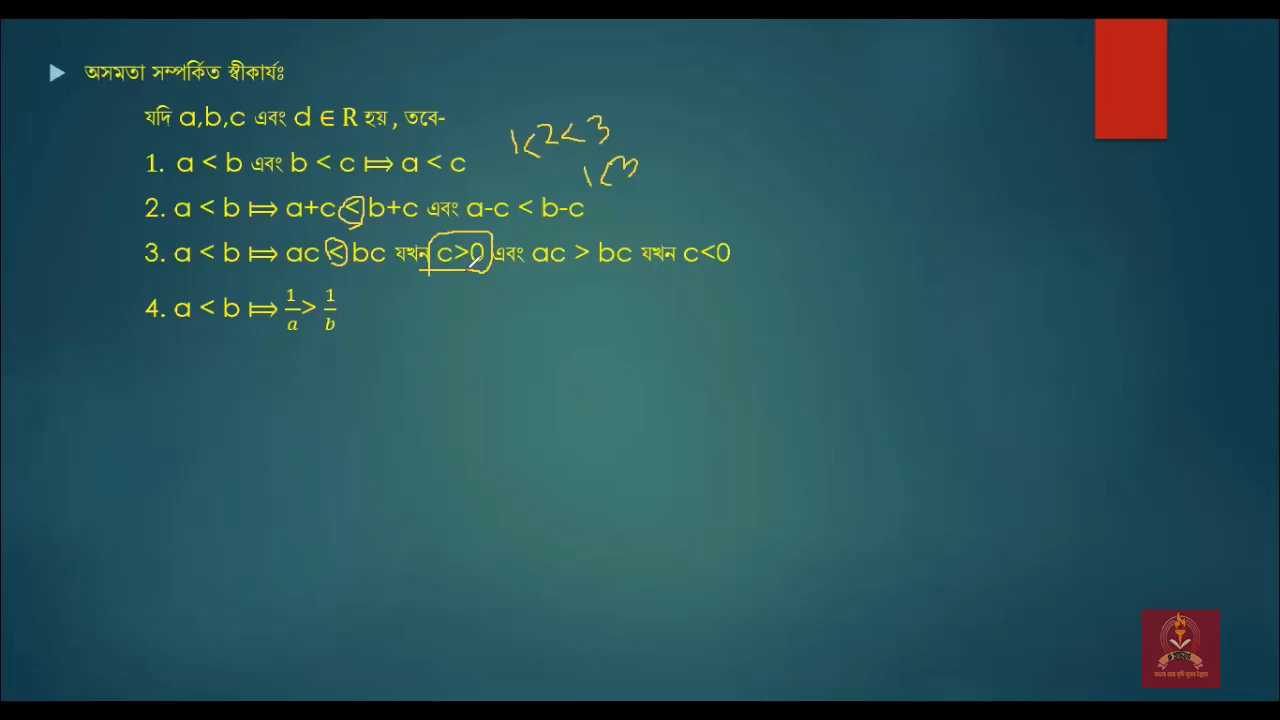 অসমতা সম্পর্কিত স্বীকার্যঃ
যদি a,b,c এবং d ∈ R হয় , তবে-
1<2<3
1. a < b এবং b < c ⟾ a < c
1<3
2. a < b ⟾ a+c < b+c এবং a-c < b-c
3. a < b ⟾ ac < bc যখন c>0 এবং ac > bc যখন c<0
4. a < b ⟾ 1/a > 1/b